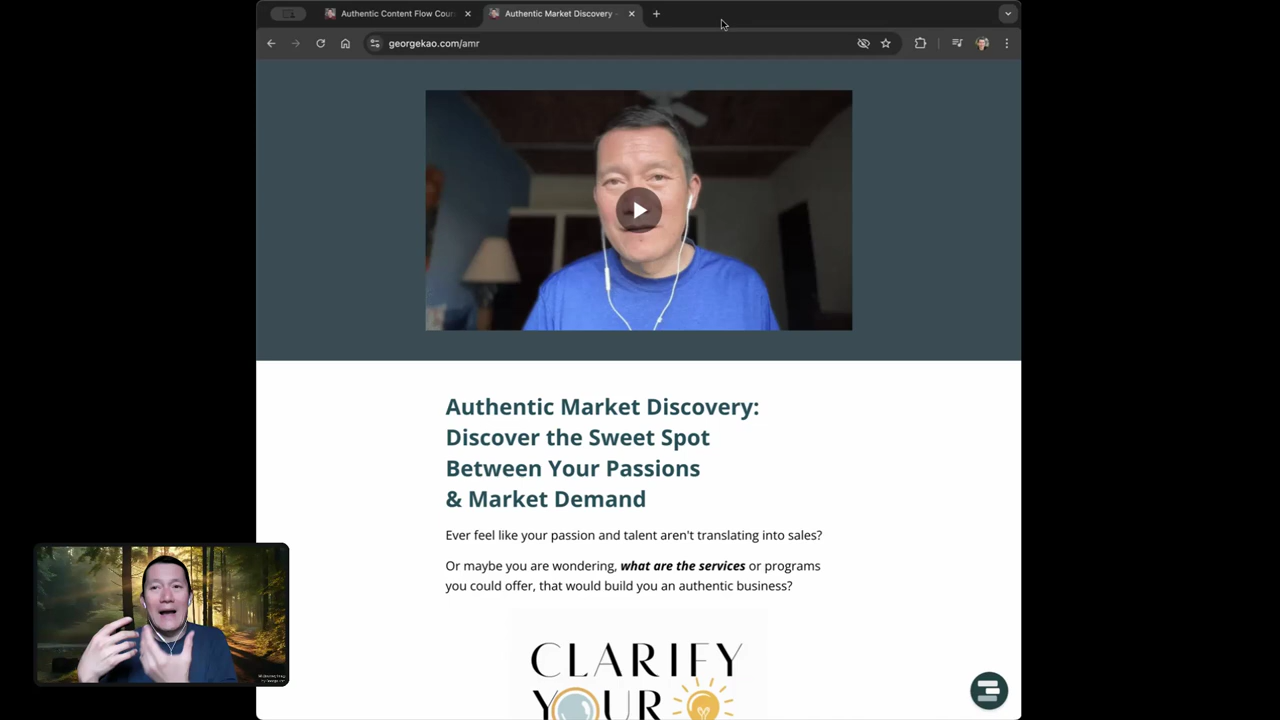 Authentic Content Flow Cour
Authentic Market Discovery -
georgekao.com/amr
Authentic Market Discovery:
Discover the Sweet Spot
Between Your Passions
& Market Demand
Ever feel like your passion and talent aren't translating into sales?
Or maybe you are wondering, what are the services or programs
you could offer, that would build you an authentic business?
CLARIFY
YOUR